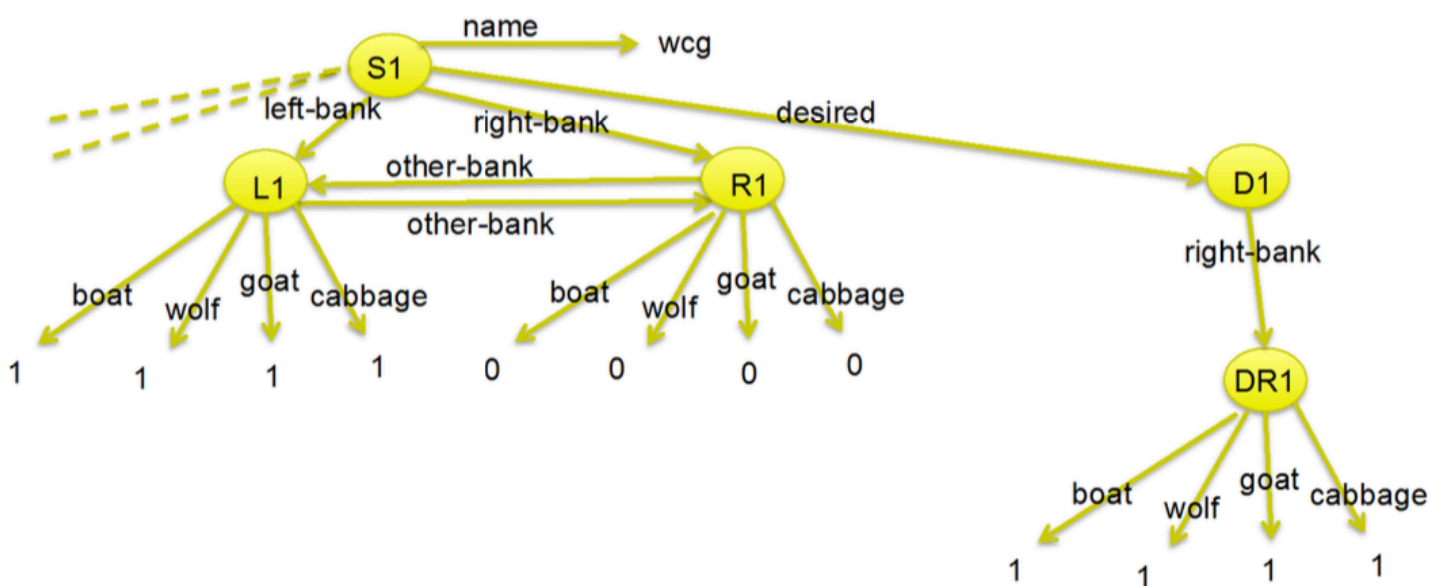 name
wcg
S1
left-bank
right-bank
desired
other-bank
L1
R1
D1
other-bank
right-bank
boat
wolf
goat
cabbage
boat
wolf
goat
cabbage
1
1
1
1
0
0
0
0
DR1
boat
wolf
goat
cabbage
1
1
1
1